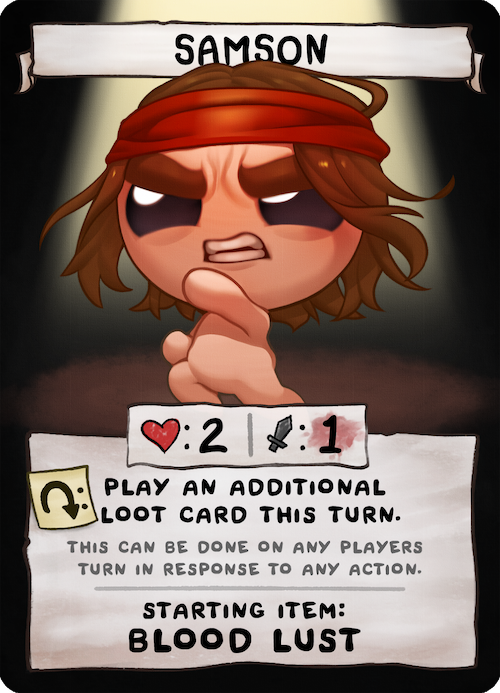 SAMSON
:2 | :1
: PLAY AN ADDITIONAL
LOOT CARD THIS TURN.
THIS CAN BE DONE ON ANY PLAYERS
TURN IN RESPONSE TO ANY ACTION.
STARTING ITEM:
BLOOD LUST